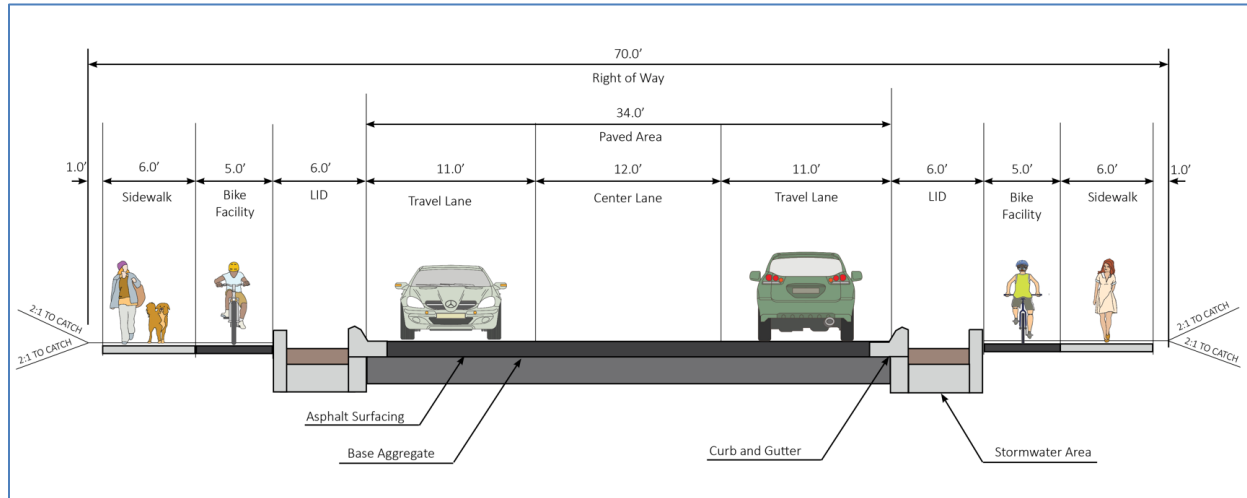 70.0’
Right of Way
34.0’
Paved Area
1.0’
6.0’
5.0’
6.0’
11.0’
12.0’
11.0’
6.0’
5.0’
6.0’
1.0’
Sidewalk
Bike
Facility
LID
Travel Lane
Center Lane
Travel Lane
LID
Bike
Facility
Sidewalk
2:1 TO CATCH
2:1 TO CATCH
2:1 TO CATCH
2:1 TO CATCH
Asphalt Surfacing
Base Aggregate
Curb and Gutter
Stormwater Area